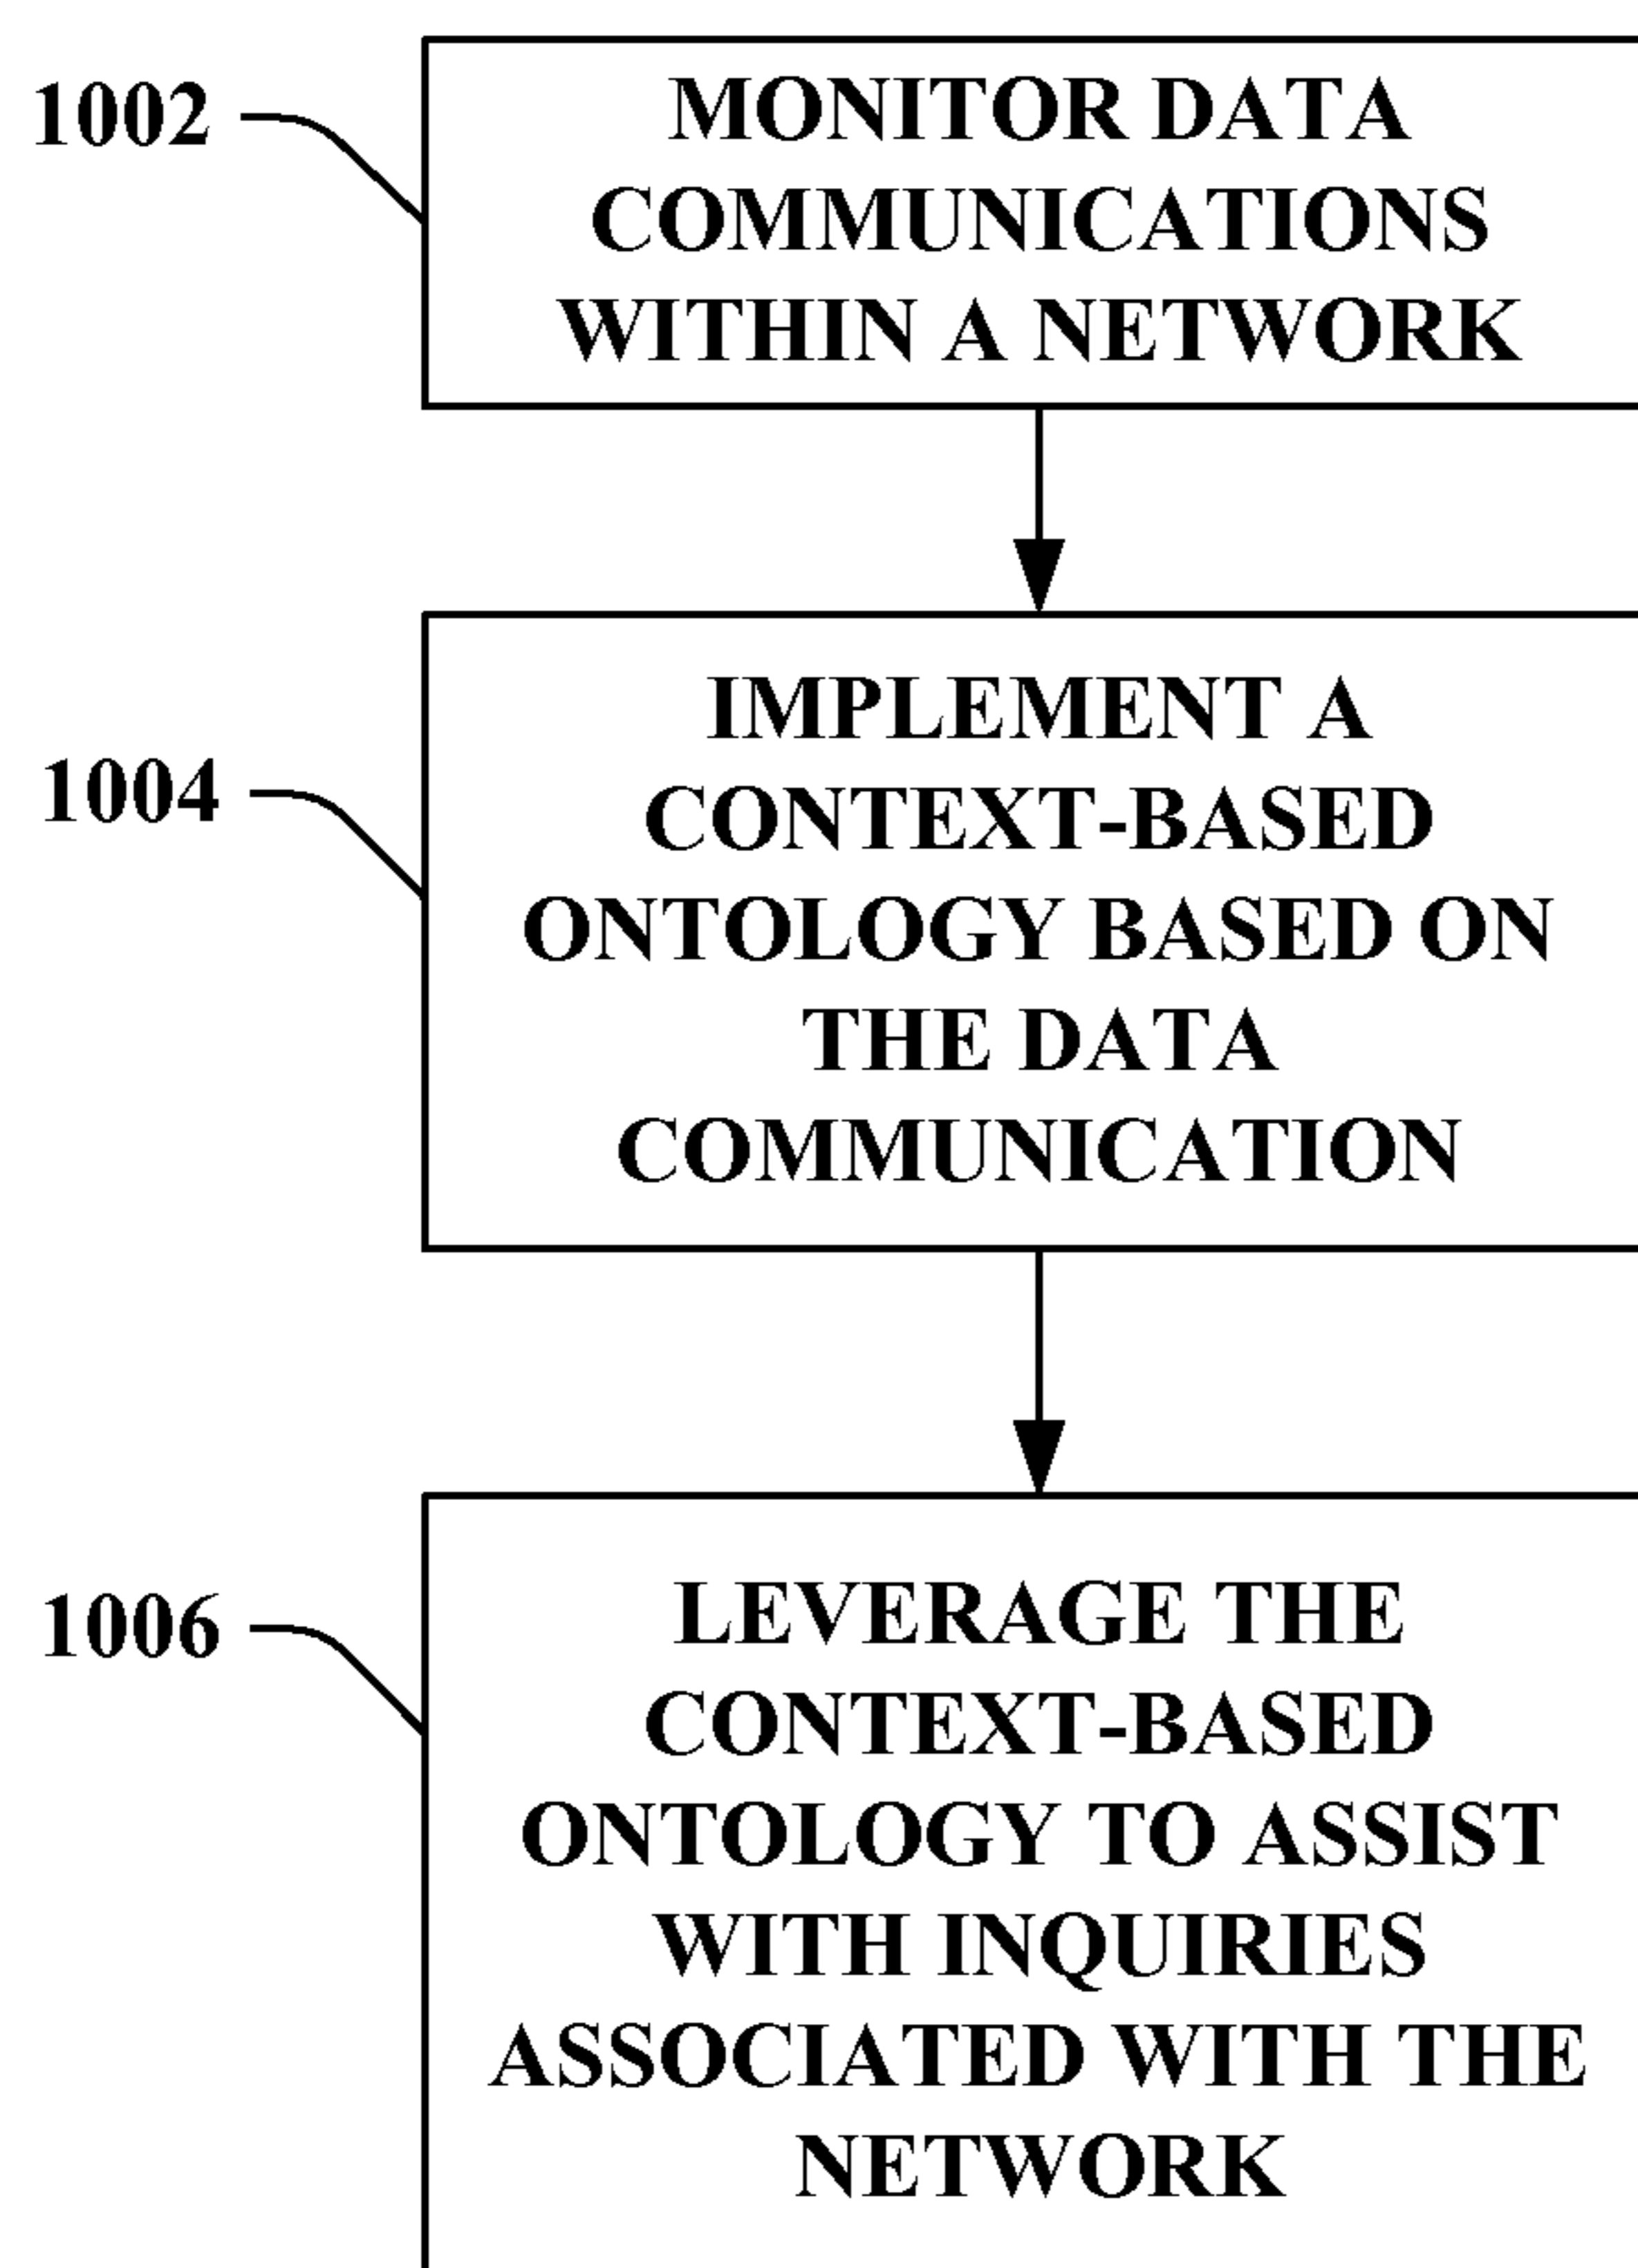 1002
MONITOR DATA
COMMUNICATIONS
WITHIN A NETWORK
1004
IMPLEMENT A
CONTEXT-BASED
ONTOLOGY BASED ON
THE DATA
COMMUNICATION
1006
LEVERAGE THE
CONTEXT-BASED
ONTOLOGY TO ASSIST
WITH INQUIRIES
ASSOCIATED WITH THE
NETWORK